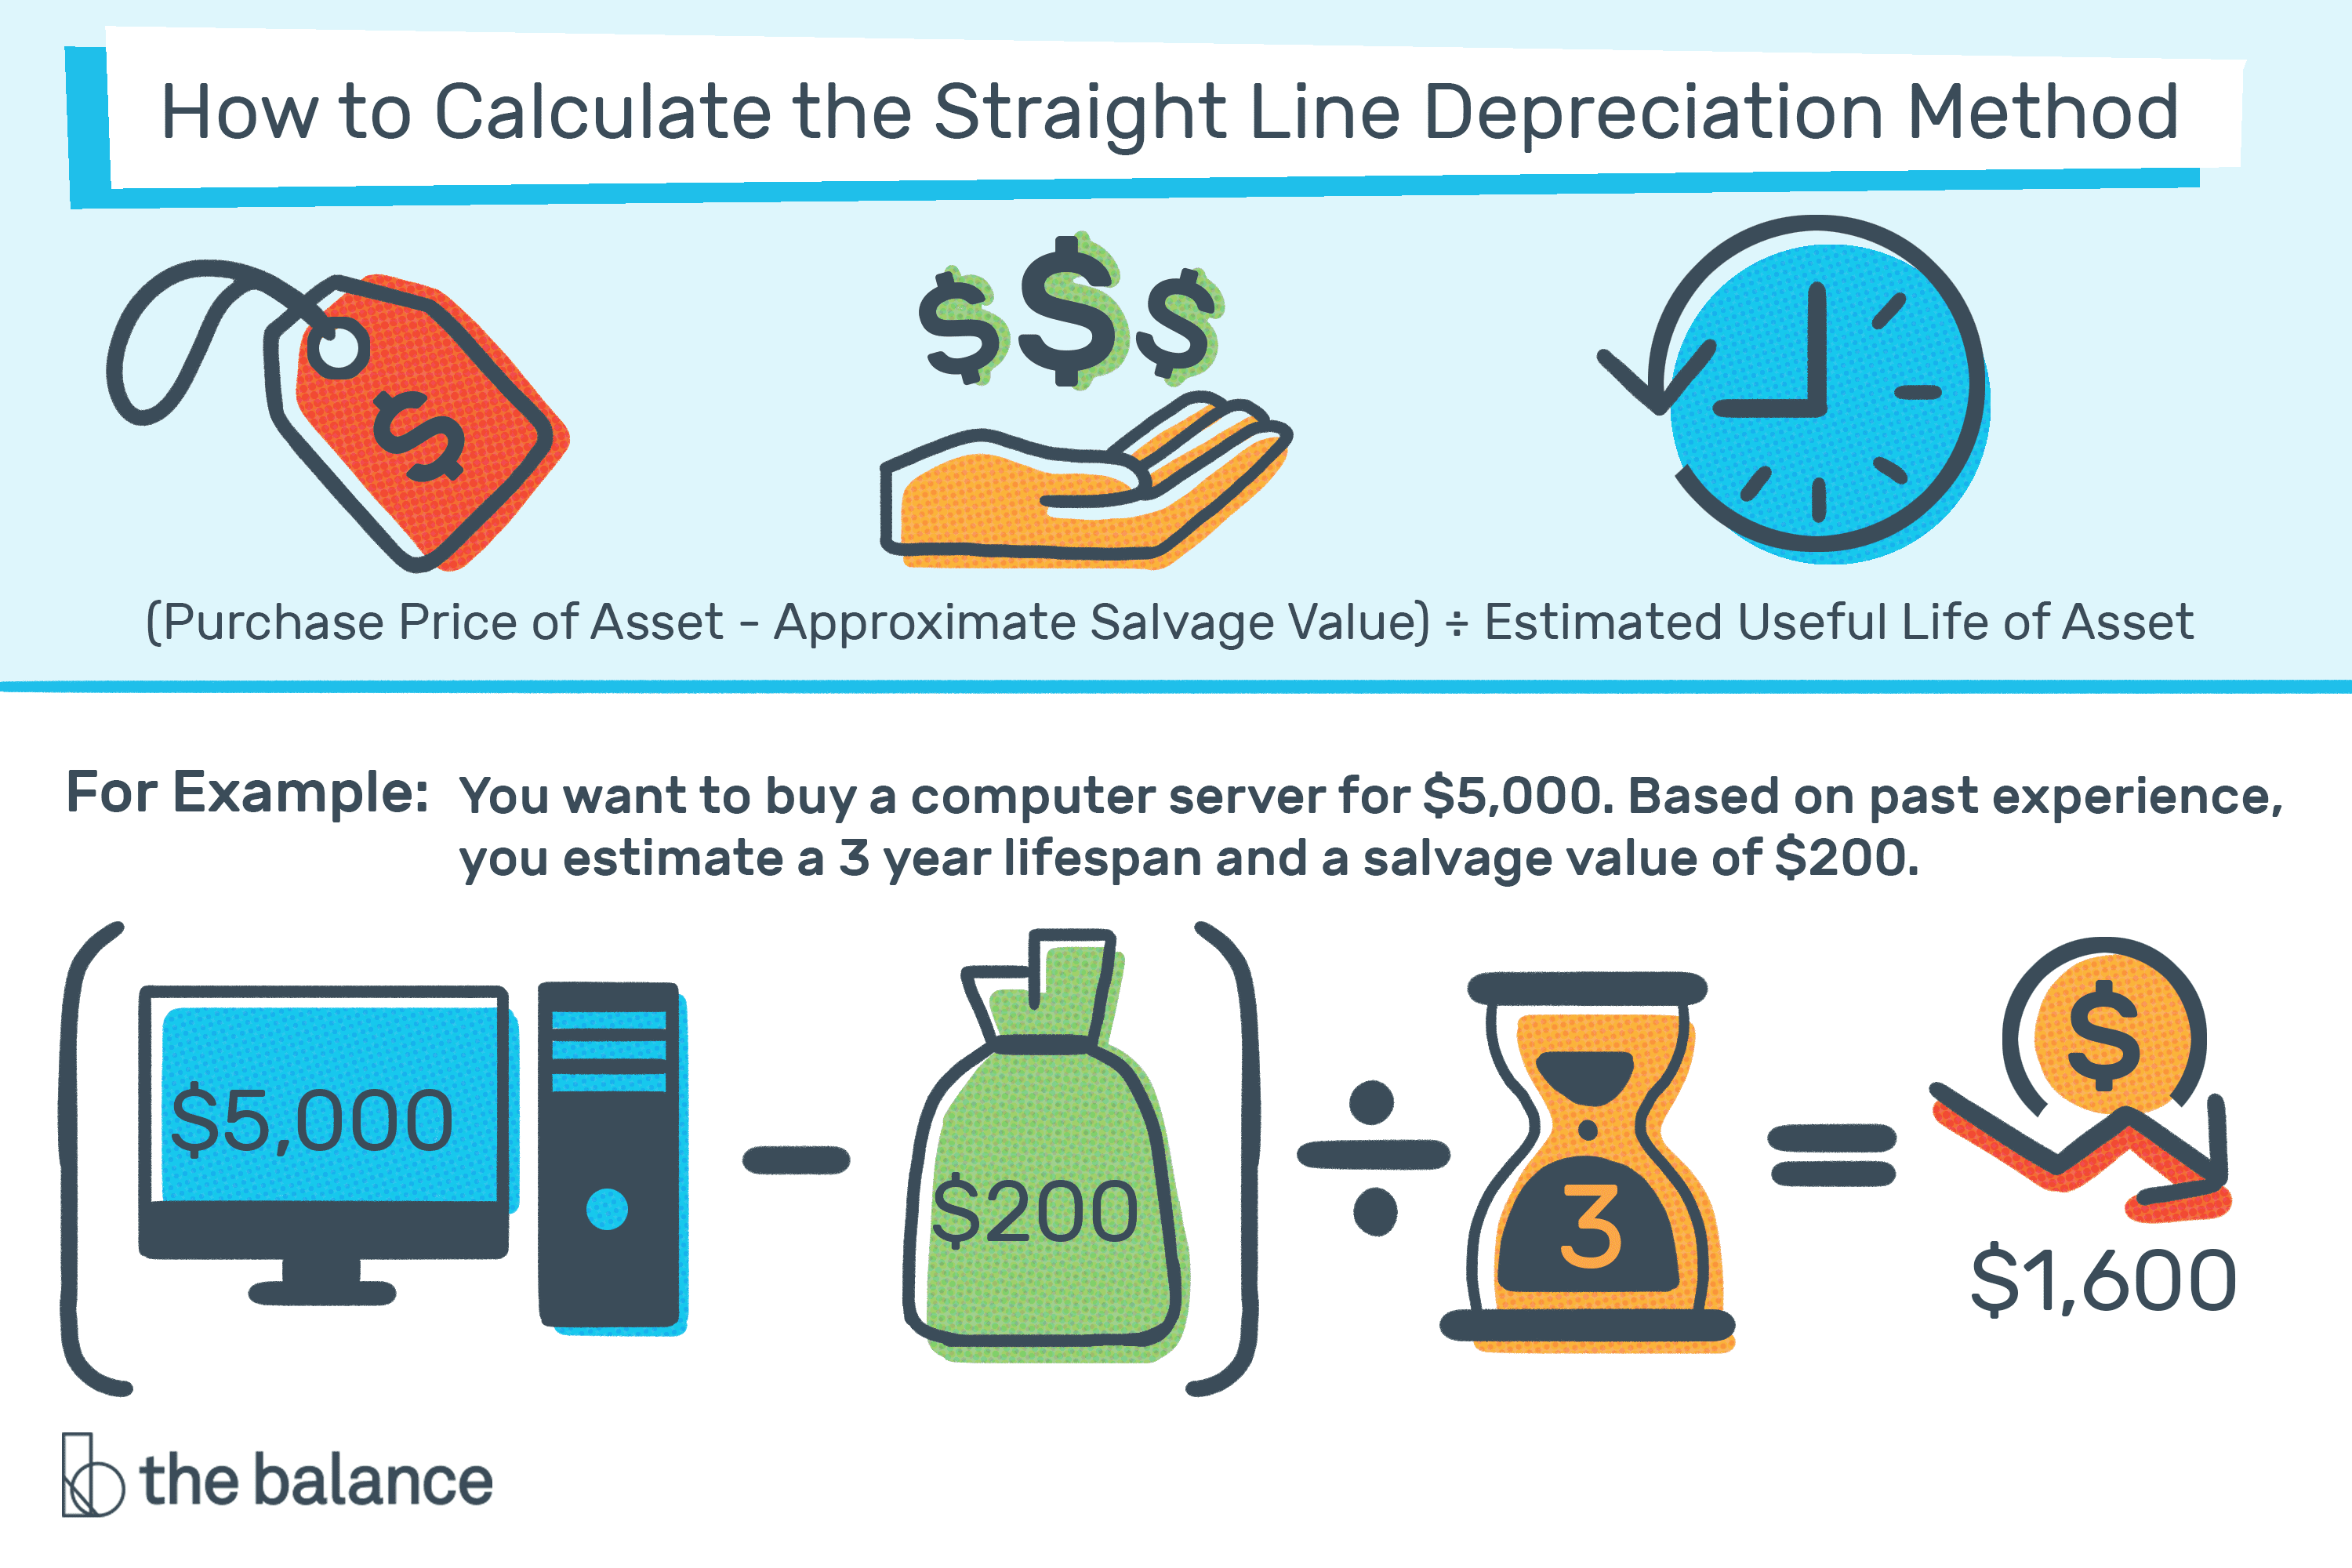 How to Calculate the Straight Line Depreciation Method
$
$ $ $
(Purchase Price of Asset - Approximate Salvage Value) ÷ Estimated Useful Life of Asset
For Example: You want to buy a computer server for $5,000. Based on past experience,
you estimate a 3 year lifespan and a salvage value of $200.
( $5,000 - $200 ) ÷ 3 = $
$1,600
b the balance